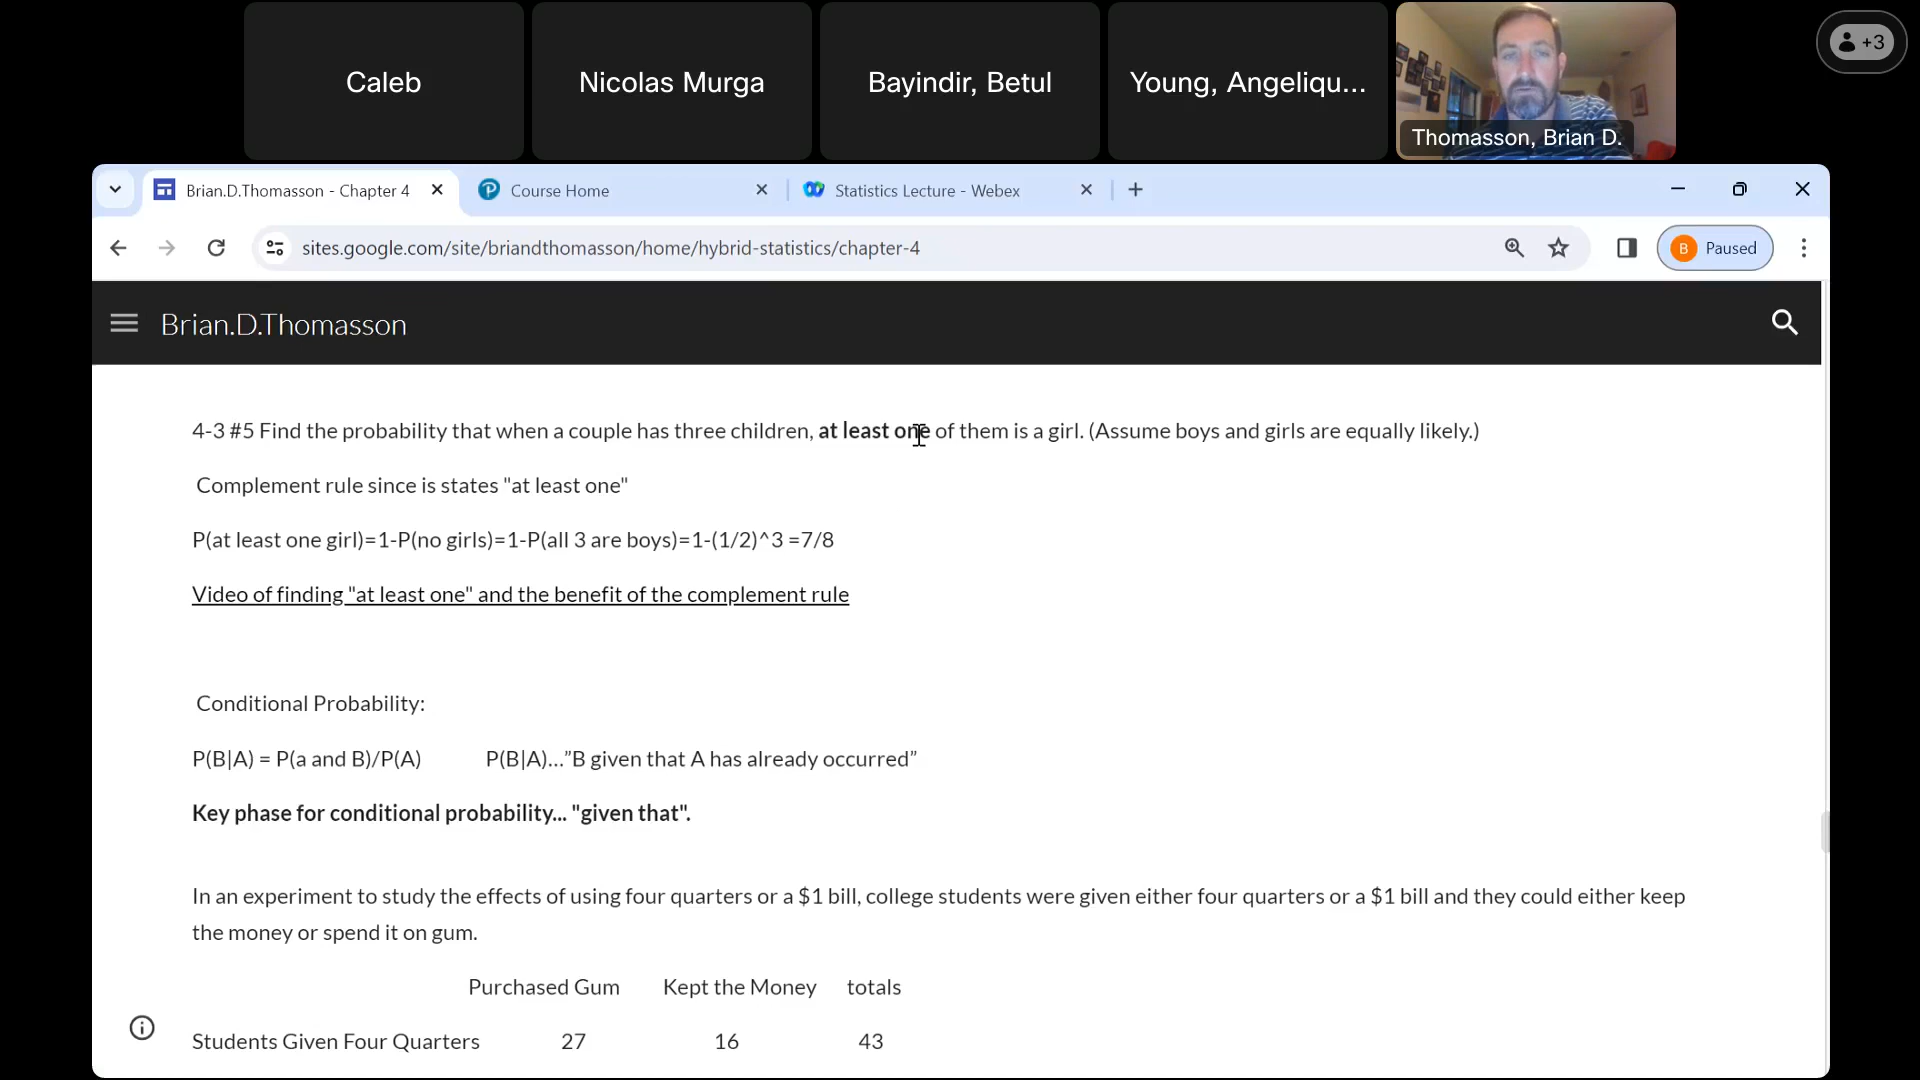 Caleb
Nicolas Murga
Bayindir, Betul
Young, Angeliqu...
Thomasson, Brian D.
+3
Brian.D.Thomasson - Chapter 4
Course Home
Statistics Lecture - Webex
sites.google.com/site/briandthomasson/home/hybrid-statistics/chapter-4
B Paused
Brian.D.Thomasson
4-3 #5 Find the probability that when a couple has three children, at least one of them is a girl. (Assume boys and girls are equally likely.)
Complement rule since is states "at least one"
P(at least one girl)=1-P(no girls)=1-P(all 3 are boys)=1-(1/2)^3 =7/8
Video of finding "at least one" and the benefit of the complement rule
Conditional Probability:
P(B|A) = P(a and B)/P(A) P(B|A)...”B given that A has already occurred”
Key phase for conditional probability... "given that".
In an experiment to study the effects of using four quarters or a $1 bill, college students were given either four quarters or a $1 bill and they could either keep
the money or spend it on gum.
Purchased Gum Kept the Money totals
Students Given Four Quarters 27 16 43